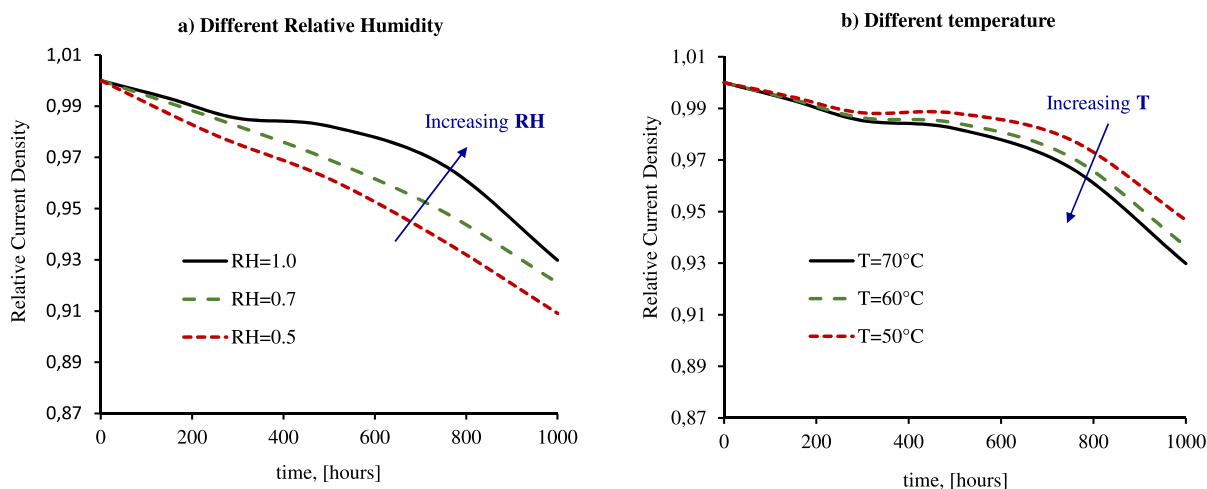 a) Different Relative Humidity
1,01
0,99
0,97
0,95
0,93
0,91
0,89
0,87
Relative Current Density
Increasing RH
RH=1.0
RH=0.7
RH=0.5
0 200 400 600 800 1000
time, [hours]
b) Different temperature
1,01
0,99
0,97
0,95
0,93
0,91
0,89
0,87
Relative Current Density
Increasing T
T=70°C
T=60°C
T=50°C
0 200 400 600 800 1000
time, [hours]